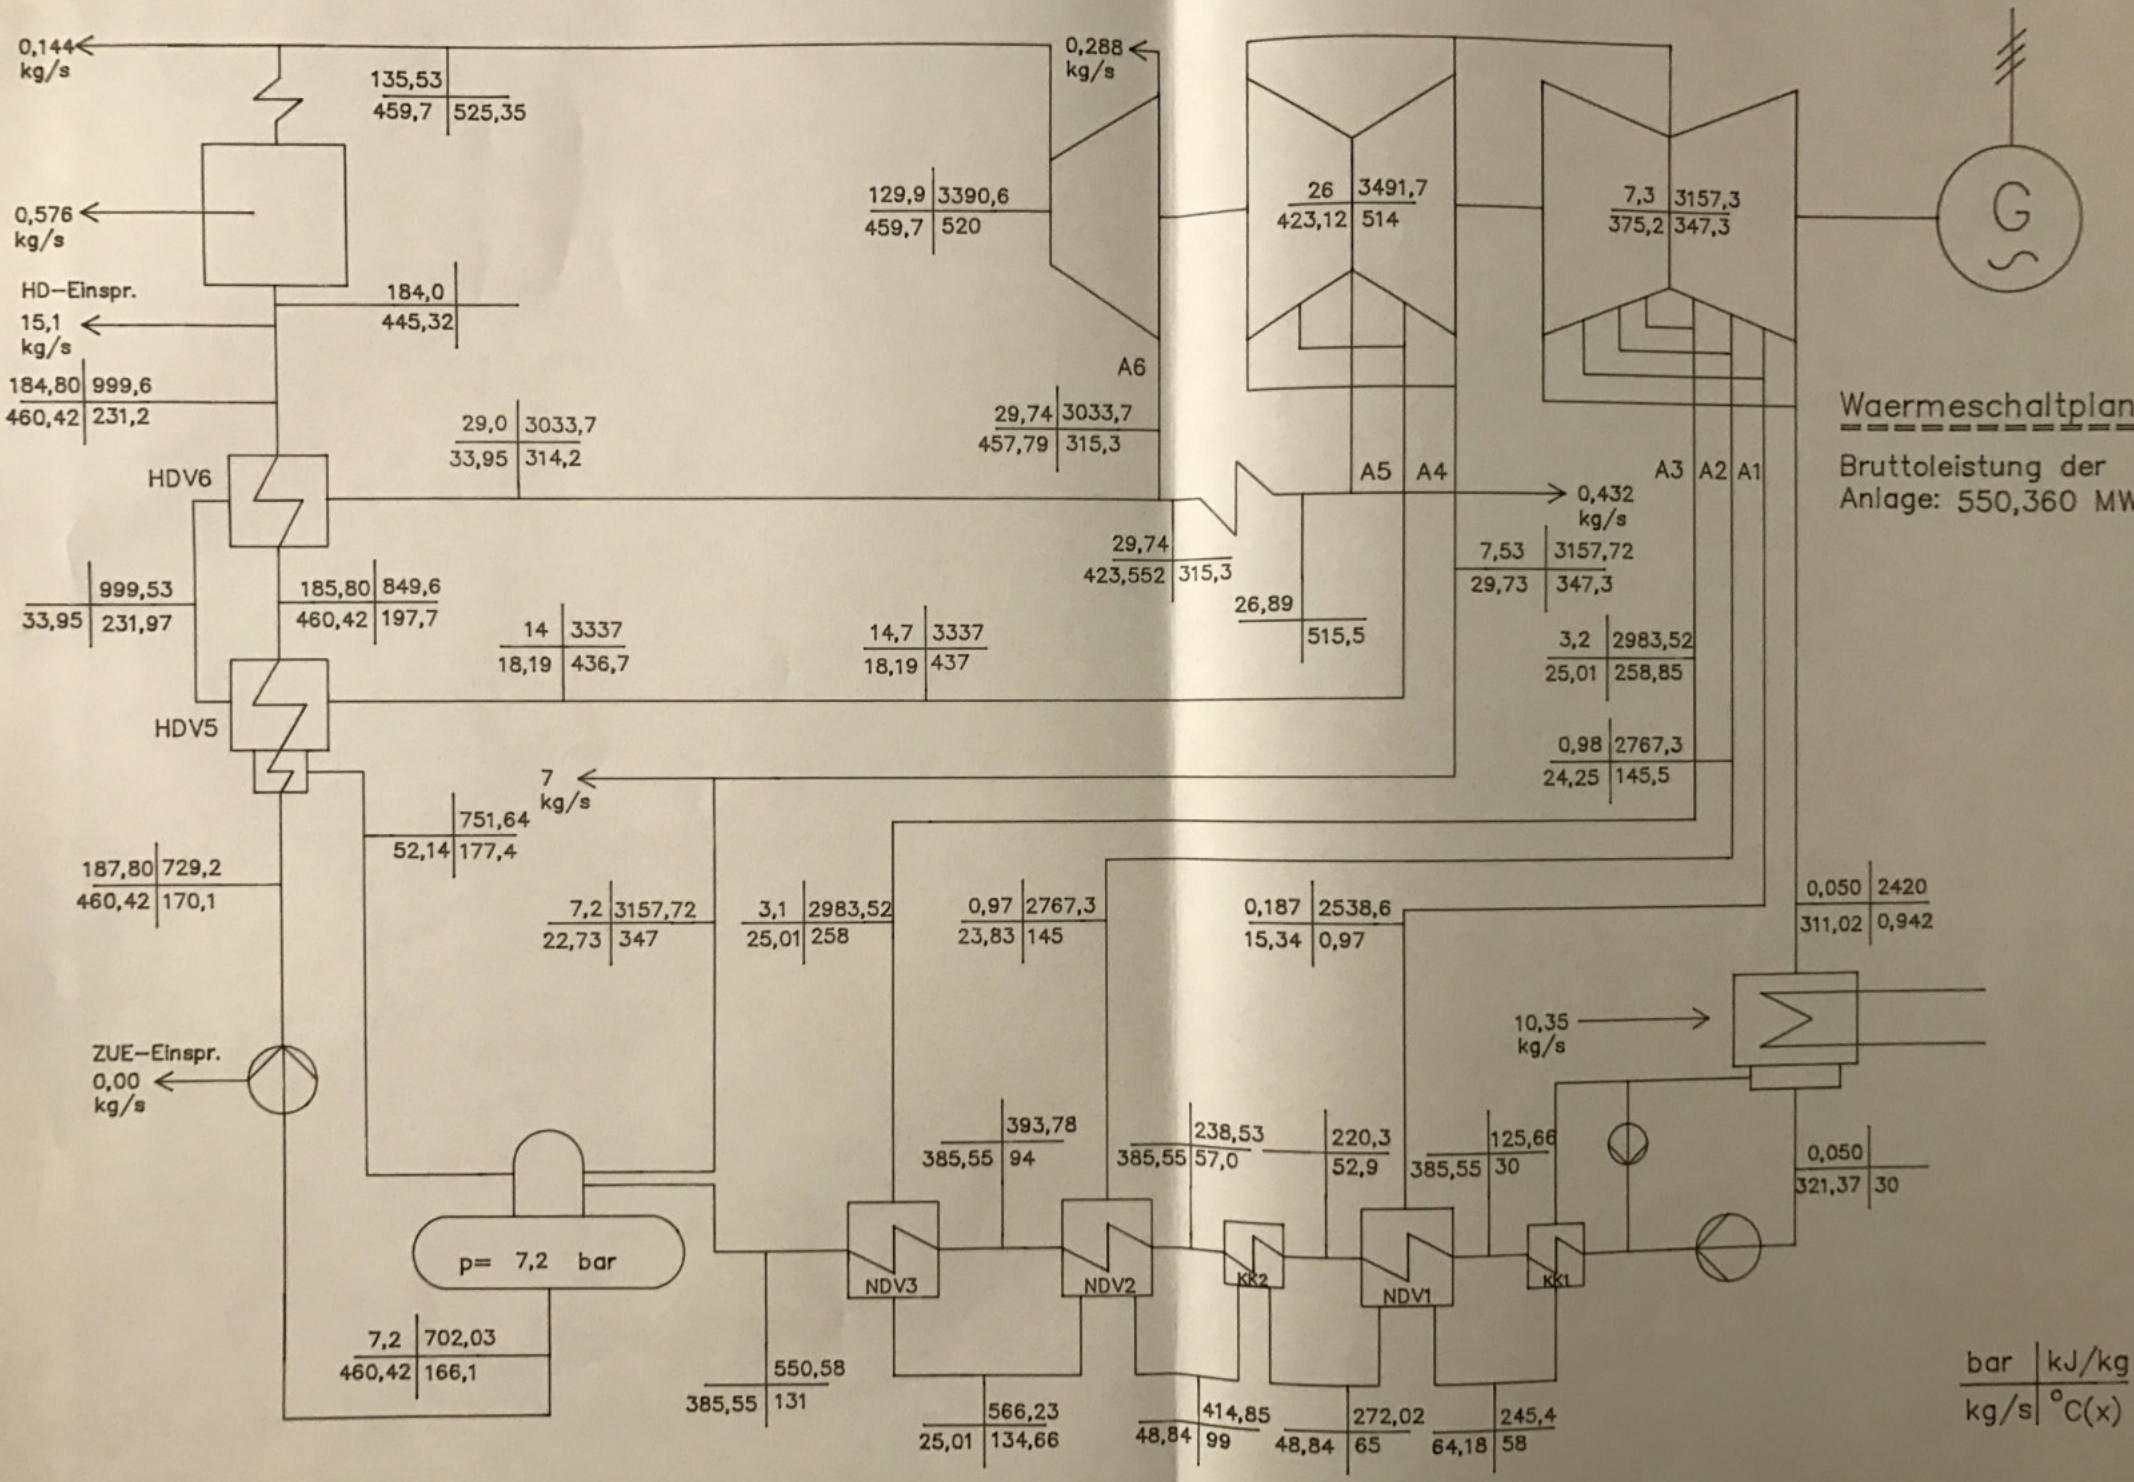 0,144
kg/s
135,53
459,7 525,35
0,288
kg/s
0,576
kg/s
HD-Einspr.
15,1
kg/s
184,0
445,32
184,80 999,6
460,42 231,2
129,9 3390,6
459,7 520
26 3491,7
423,12 514
7,3 3157,3
375,2 347,3
G
A6
29,74 3033,7
457,79 315,3
29,0 3033,7
33,95 314,2
HDV6
A5 A4
A3 A2 A1
0,432
kg/s
Waermeschaltplan
Bruttoleistung der
Anlage: 550,360 MW
999,53
33,95 231,97
185,80 849,6
460,42 197,7
14 3337
18,19 436,7
14,7 3337
18,19 437
29,74
423,552 315,3
26,89
515,5
7,53 3157,72
29,73 347,3
3,2 2983,52
25,01 258,85
HDV5
0,98 2767,3
24,25 145,5
7
kg/s
751,64
52,14 177,4
187,80 729,2
460,42 170,1
7,2 3157,72
22,73 347
3,1 2983,52
25,01 258
0,97 2767,3
23,83 145
0,187 2538,6
15,34 0,97
0,050 2420
311,02 0,942
ZUE-Einspr.
0,00
kg/s
10,35
kg/s
393,78
385,55 94
238,53
385,55 57,0
220,3
52,9
125,66
385,55 30
0,050
321,37 30
p= 7,2 bar
NDV3
NDV2
KK2
NDV1
KK1
7,2 702,03
460,42 166,1
550,58
385,55 131
566,23
25,01 134,66
414,85
48,84 99
272,02
48,84 65
245,4
64,18 58
bar kJ/kg
kg/s °C(x)